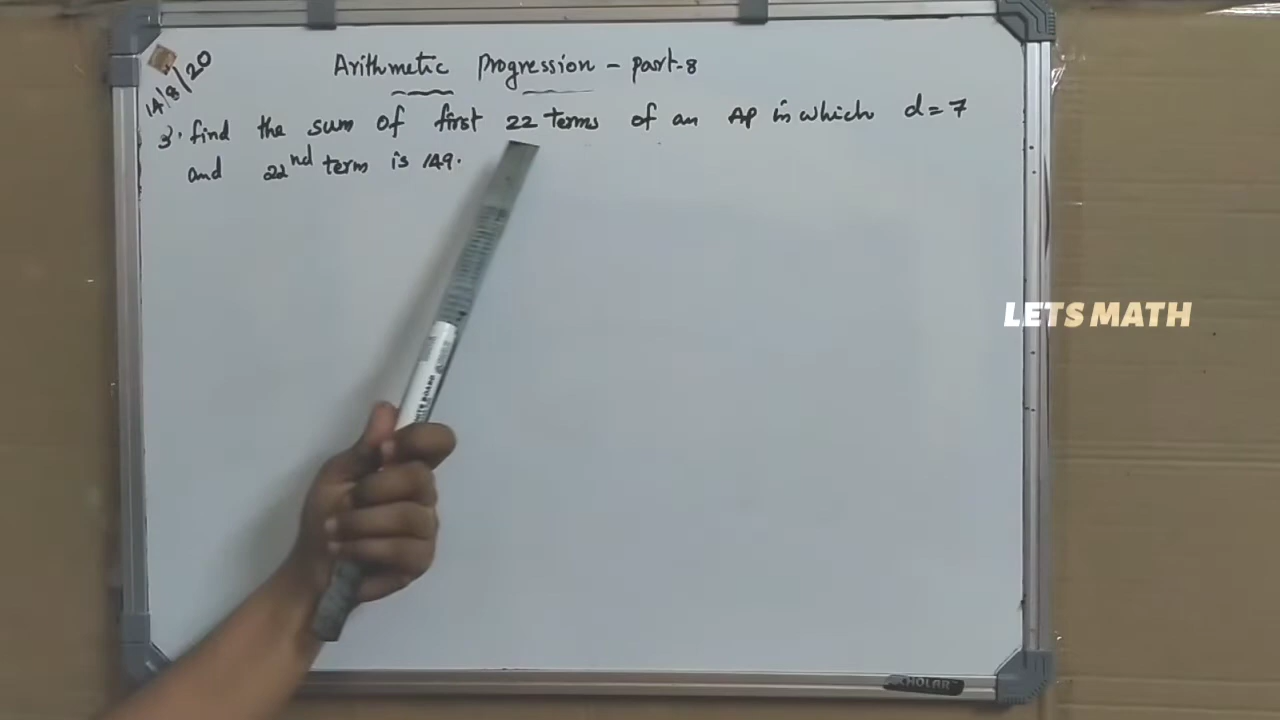 14/8/20
Arithmetic Progression - part-8
3. find the sum of first 22 terms of an AP in which d=7
and 22nd term is 149.
LETS MATH
SCHOLAR